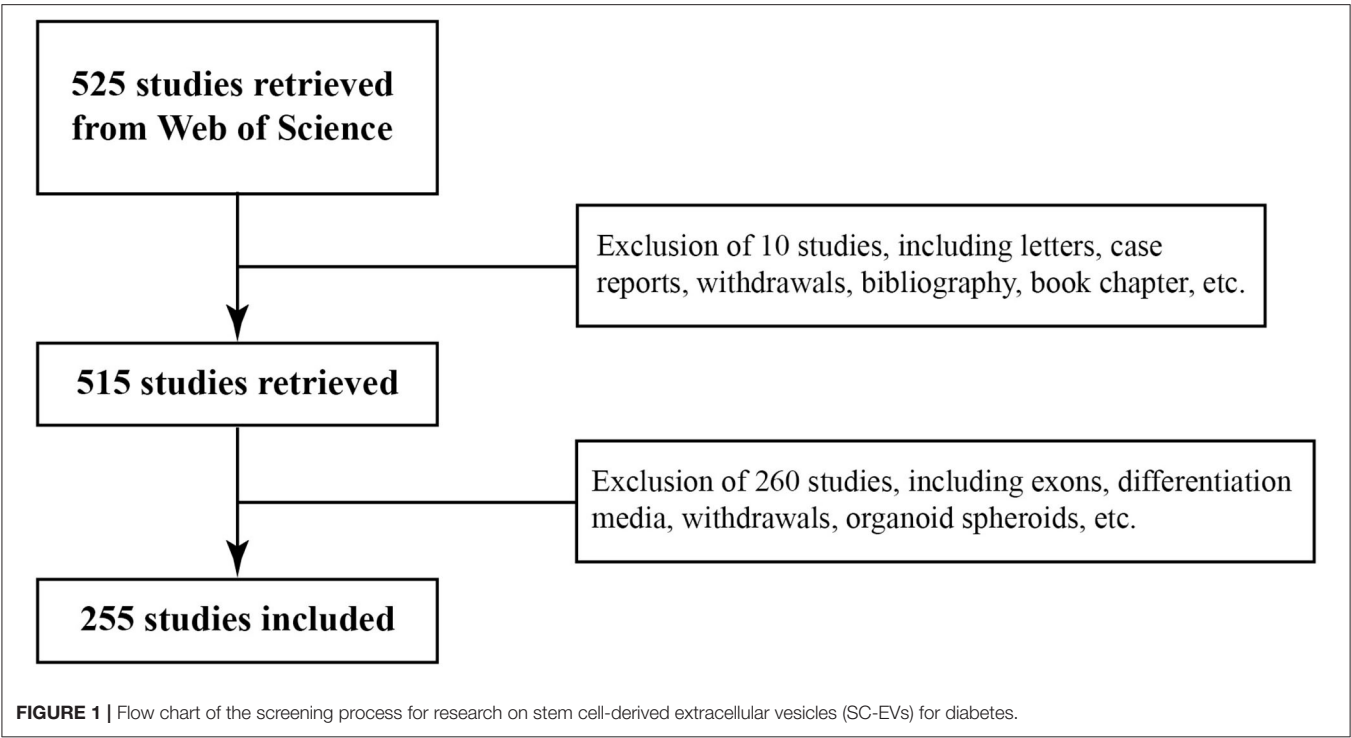 525 studies retrieved
from Web of Science
Exclusion of 10 studies, including letters, case
reports, withdrawals, bibliography, book chapter, etc.
515 studies retrieved
Exclusion of 260 studies, including exons, differentiation
media, withdrawals, organoid spheroids, etc.
255 studies included
FIGURE 1 | Flow chart of the screening process for research on stem cell-derived extracellular vesicles (SC-EVs) for diabetes.